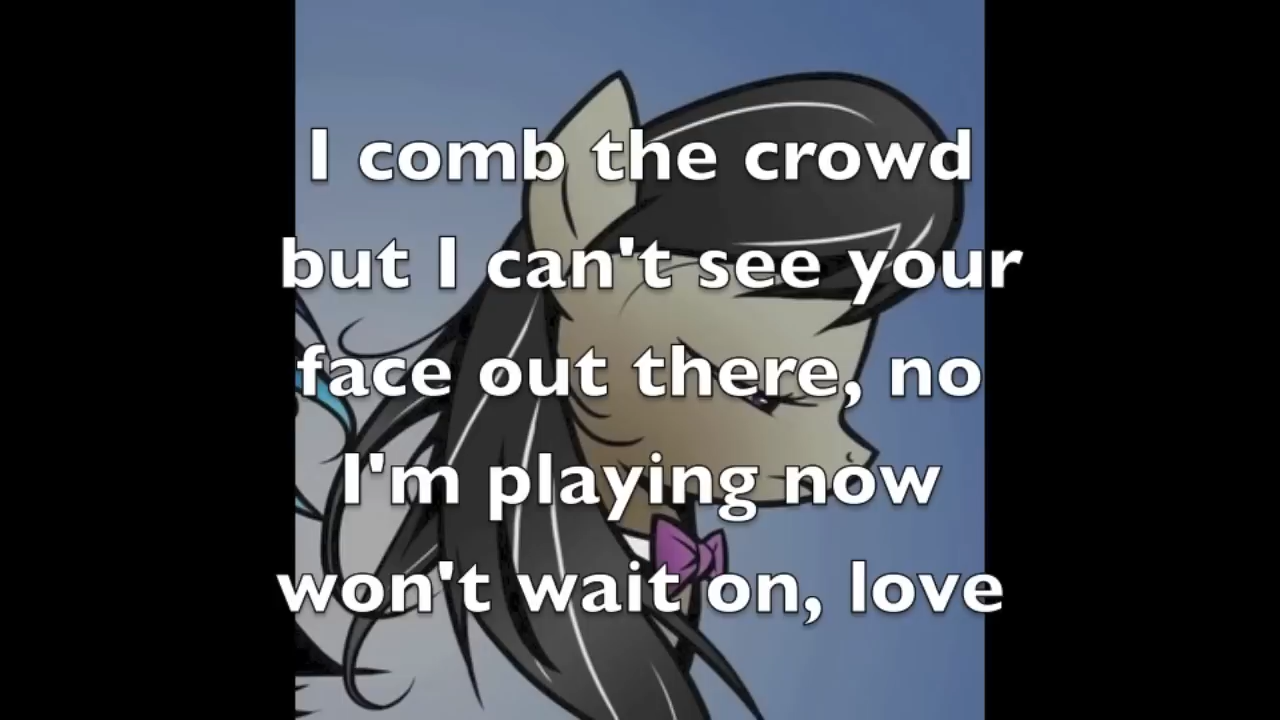 I comb the crowd
but I can't see your
face out there, no
I'm playing now
won't wait on, love